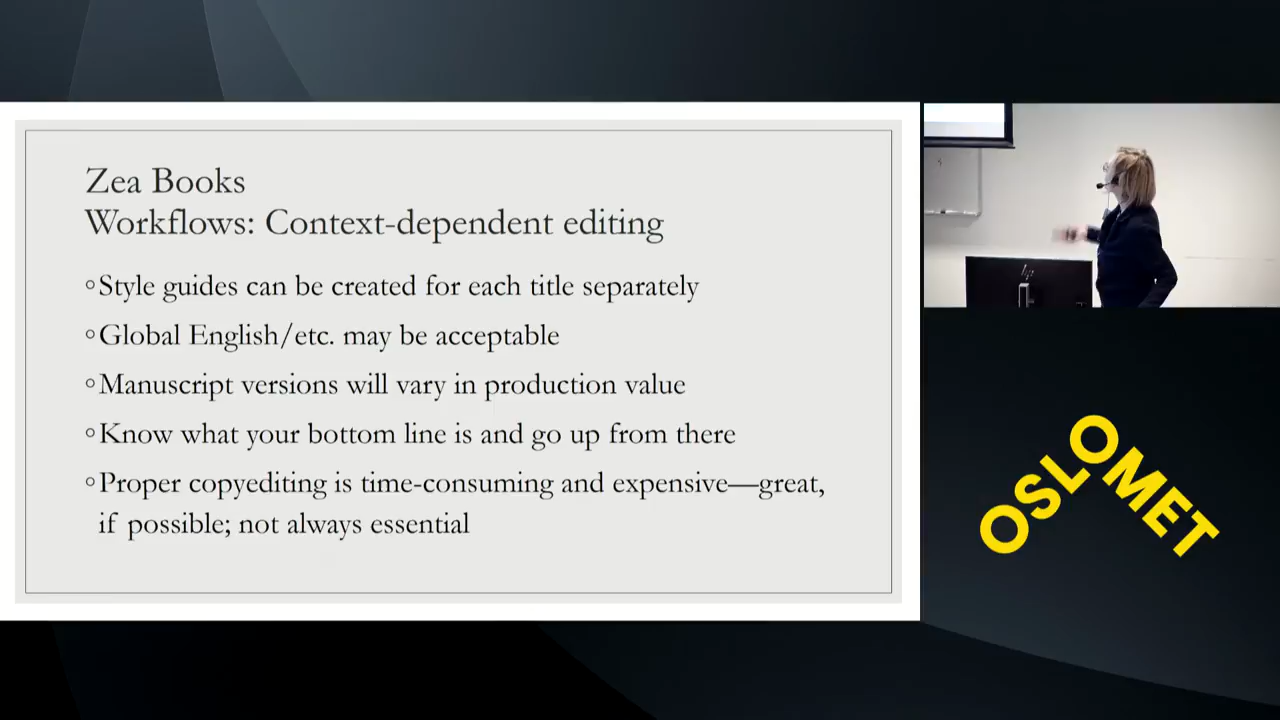 Zea Books
Workflows: Context-dependent editing
◦Style guides can be created for each title separately
◦Global English/etc. may be acceptable
◦Manuscript versions will vary in production value
◦Know what your bottom line is and go up from there
◦Proper copyediting is time-consuming and expensive—great,
if possible; not always essential
OSLOMET